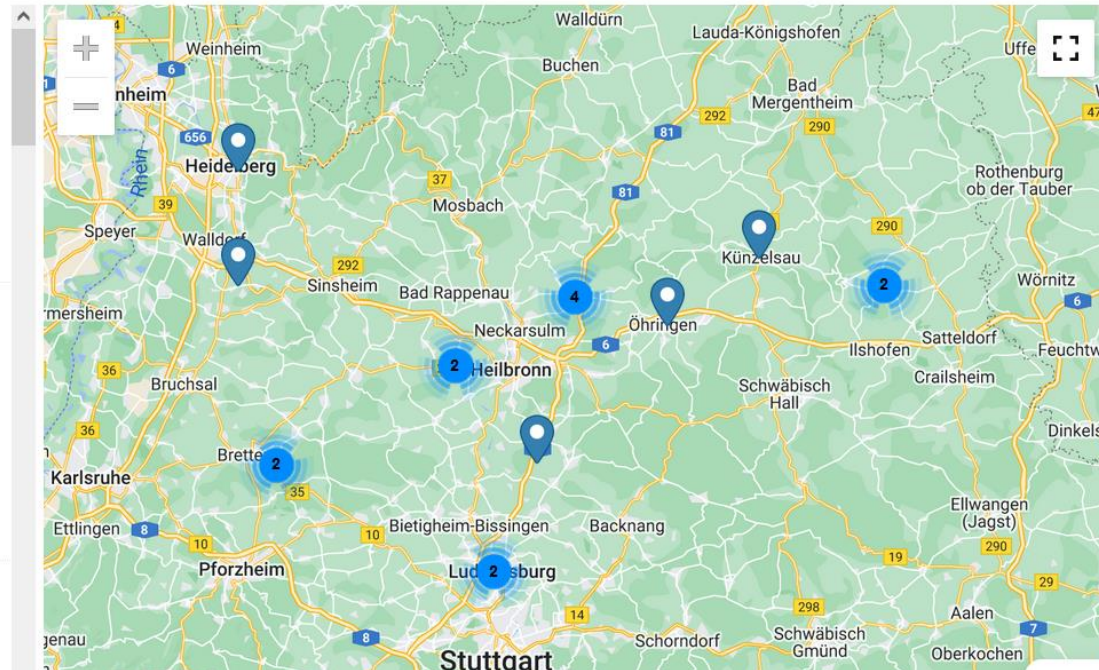 Walldürn
Lauda-Königshofen
4
Weinheim
Uffe
6
Buchen
Bad
Mergentheim
nheim
292
290
47
81
656
Heidelberg
Rhein
37
81
Rothenburg
ob der Tauber
39
Mosbach
Speyer
Walldorf
290
Künzelsau
292
Sinsheim
Bad Rappenau
4
2
Wörnitz
6
rmersheim
Neckarsulm
Öhringen
6
Satteldorf
Ilshofen
Feuchtw
36
2
Heilbronn
Bruchsal
Crailsheim
Schwäbisch
Hall
36
Brette
2
Dinkels
Karlsruhe
35
Ellwangen
(Jagst)
Ettlingen
8
10
10
Bietigheim-Bissingen
Backnang
290
19
Pforzheim
Lud
2
sburg
29
14
298
Aalen
8
Schorndorf
Schwäbisch
Gmünd
7
genau
Stuttgart
Oberkochen